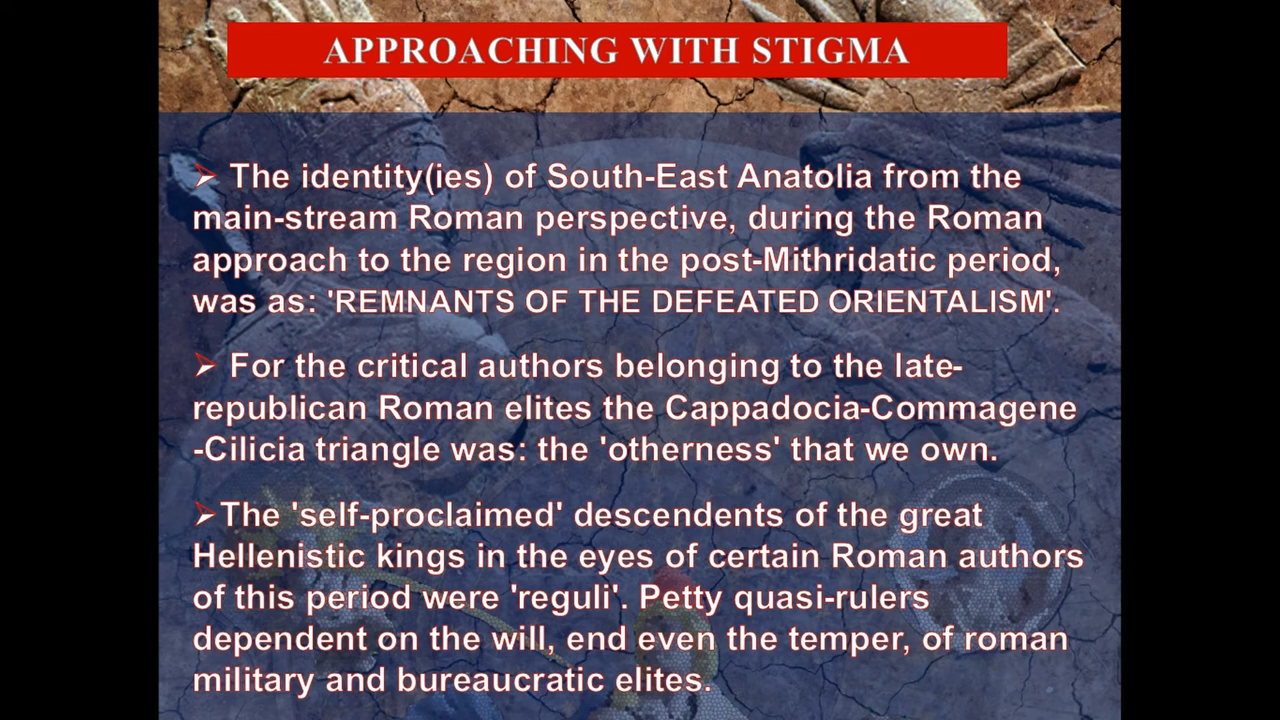 APPROACHING WITH STIGMA
➢ The identity(ies) of South-East Anatolia from the
main-stream Roman perspective, during the Roman
approach to the region in the post-Mithridatic period,
was as: 'REMNANTS OF THE DEFEATED ORIENTALISM'.
➢ For the critical authors belonging to the late-
republican Roman elites the Cappadocia-Commagene
-Cilicia triangle was: the 'otherness' that we own.
➢The 'self-proclaimed' descendents of the great
Hellenistic kings in the eyes of certain Roman authors
of this period were 'reguli'. Petty quasi-rulers
dependent on the will, end even the temper, of roman
military and bureaucratic elites.